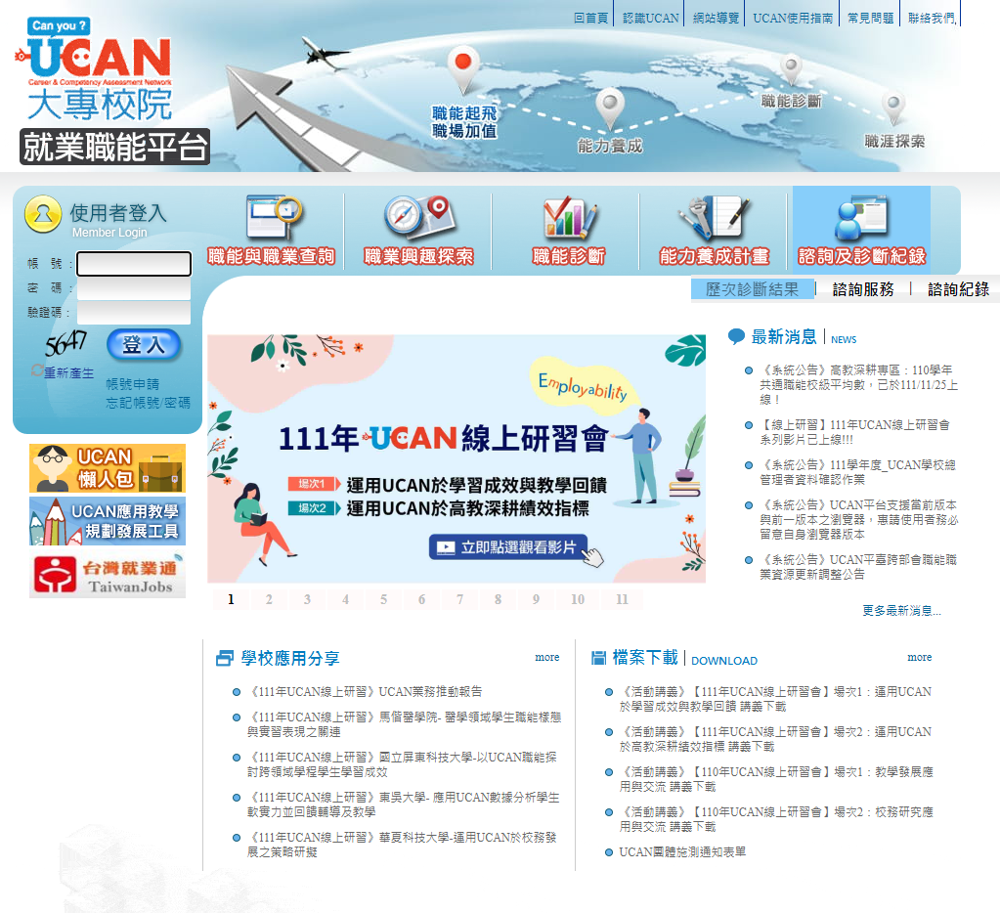 回首頁
認識UCAN
網站導覽
UCAN使用指南
常見問題
聯絡我們
Can you ?
UCAN
Career & Competency Assessment Network
大專校院
就業職能平台
職能起飛
職場加值
能力養成
職能診斷
職涯探索
使用者登入
Member Login
帳　號：
密　碼：
驗證碼：
5647
重新產生
登入
帳號申請
忘記帳號/密碼
職能與職業查詢
職業興趣探索
職能診斷
能力養成計畫
諮詢及診斷紀錄
歷次診斷結果
諮詢服務
諮詢紀錄
UCAN
懶人包
UCAN應用教學
規劃發展工具
台灣就業通
TaiwanJobs
Employability
111年UCAN線上研習會
場次1 運用UCAN於學習成效與教學回饋
場次2 運用UCAN於高教深耕績效指標
立即點選觀看影片
1 2 3 4 5 6 7 8 9 10 11
最新消息 NEWS
《系統公告》高教深耕專區：110學年
共通職能校級平均數，已於111/11/25上
線！
【線上研習】111年UCAN線上研習會
系列影片已上線!!!
《系統公告》111學年度_UCAN學校總
管理者資料確認作業
《系統公告》UCAN平台支援當前版本
與前一版本之瀏覽器，惠請使用者務必
留意自身瀏覽器版本
《系統公告》UCAN平臺跨部會職能職
業資源更新調整公告
更多最新消息...
學校應用分享
more
《111年UCAN線上研習》UCAN業務推動報告
《111年UCAN線上研習》馬偕醫學院- 醫學領域學生職能樣態
與實習表現之關連
《111年UCAN線上研習》國立屏東科技大學-以UCAN職能探
討跨領域學程學生學習成效
《111年UCAN線上研習》東吳大學- 應用UCAN數據分析學生
軟實力並回饋輔導及教學
《111年UCAN線上研習》華夏科技大學-運用UCAN於校務發
展之策略研擬
檔案下載 DOWNLOAD
more
《活動講義》【111年UCAN線上研習會】場次1：運用UCAN
於學習成效與教學回饋 講義下載
《活動講義》【111年UCAN線上研習會】場次2：運用UCAN
於高教深耕績效指標 講義下載
《活動講義》【110年UCAN線上研習會】場次1：教學發展應
用與交流 講義下載
《活動講義》【110年UCAN線上研習會】場次2：校務研究應
用與交流 講義下載
UCAN團體施測通知表單